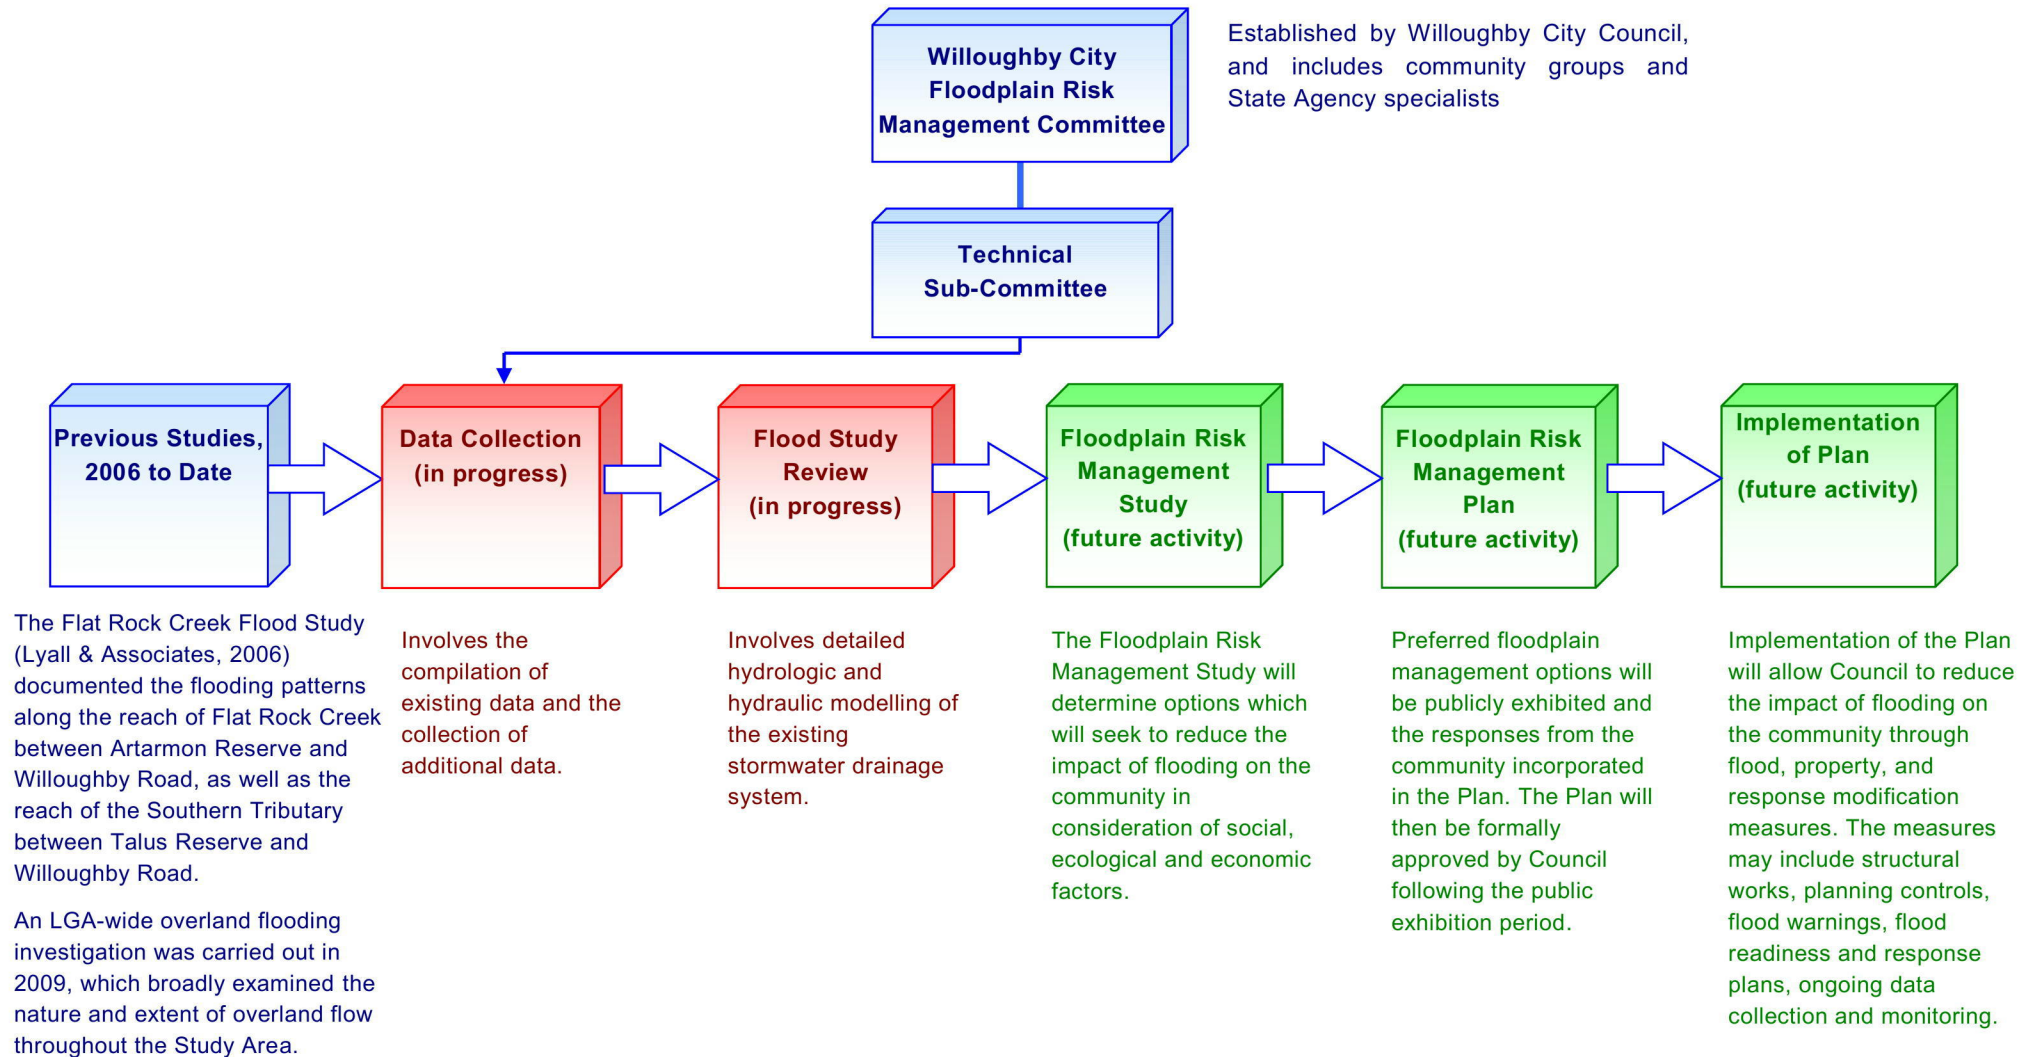 Willoughby City
Floodplain Risk
Management Committee
Established by Willoughby City Council,
and includes community groups and
State Agency specialists
Technical
Sub-Committee
Previous Studies,
2006 to Date
Data Collection
(in progress)
Flood Study
Review
(in progress)
Floodplain Risk
Management
Study
(future activity)
Floodplain Risk
Management
Plan
(future activity)
Implementation
of Plan
(future activity)
The Flat Rock Creek Flood Study
(Lyall & Associates, 2006)
documented the flooding patterns
along the reach of Flat Rock Creek
between Artarmon Reserve and
Willoughby Road, as well as the
reach of the Southern Tributary
between Talus Reserve and
Willoughby Road.
An LGA-wide overland flooding
investigation was carried out in
2009, which broadly examined the
nature and extent of overland flow
throughout the Study Area.
Involves the
compilation of
existing data and the
collection of
additional data.
Involves detailed
hydrologic and
hydraulic modelling of
the existing
stormwater drainage
system.
The Floodplain Risk
Management Study will
determine options which
will seek to reduce the
impact of flooding on the
community in
consideration of social,
ecological and economic
factors.
Preferred floodplain
management options will
be publicly exhibited and
the responses from the
community incorporated
in the Plan. The Plan will
then be formally
approved by Council
following the public
exhibition period.
Implementation of the Plan
will allow Council to reduce
the impact of flooding on
the community through
flood, property, and
response modification
measures. The measures
may include structural
works, planning controls,
flood warnings, flood
readiness and response
plans, ongoing data
collection and monitoring.